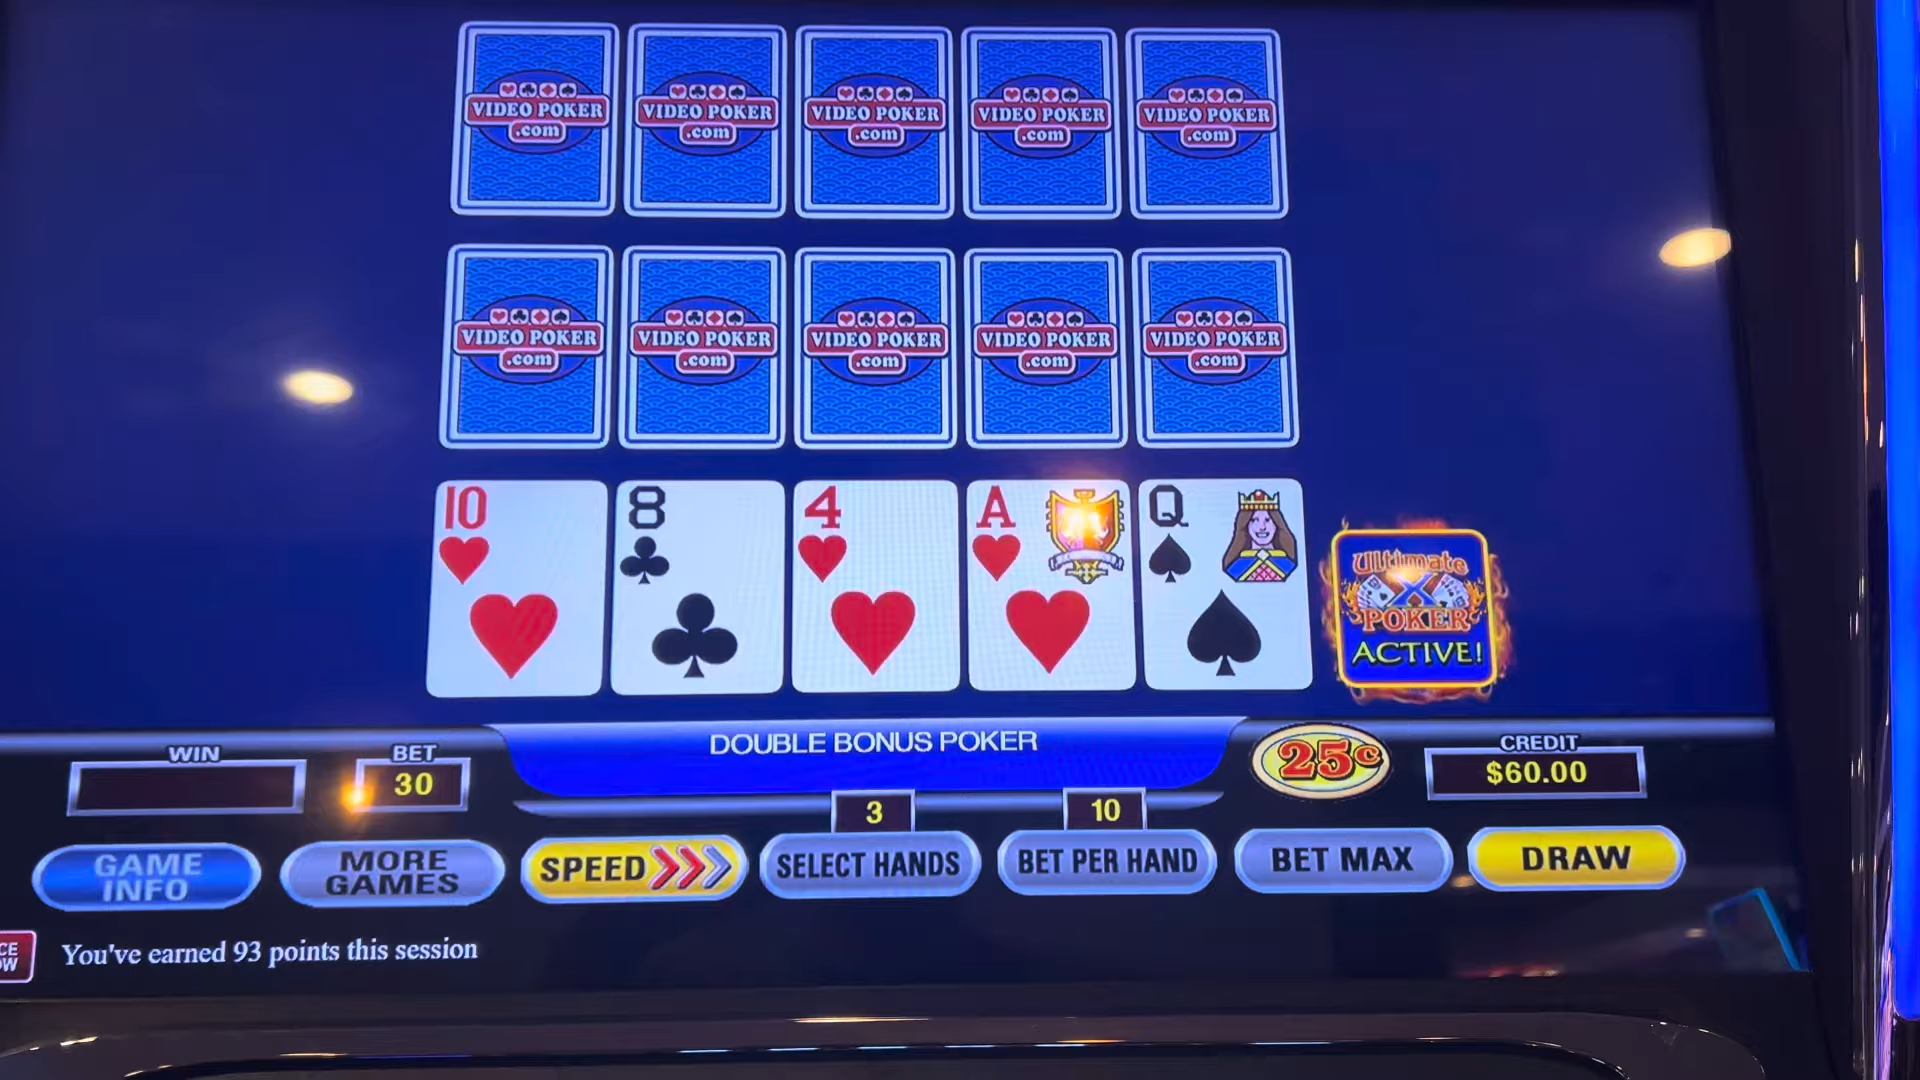 VIDEO POKER
.com
VIDEO POKER
.com
VIDEO POKER
.com
VIDEO POKER
.com
VIDEO POKER
.com
VIDEO POKER
.com
VIDEO POKER
.com
VIDEO POKER
.com
VIDEO POKER
.com
VIDEO POKER
.com
10
8
4
A
Q
Ultimate
X
POKER
ACTIVE!
WIN
BET
30
DOUBLE BONUS POKER
25¢
CREDIT
$60.00
3
10
GAME
INFO
MORE
GAMES
SPEED
SELECT HANDS
BET PER HAND
BET MAX
DRAW
You've earned 93 points this session